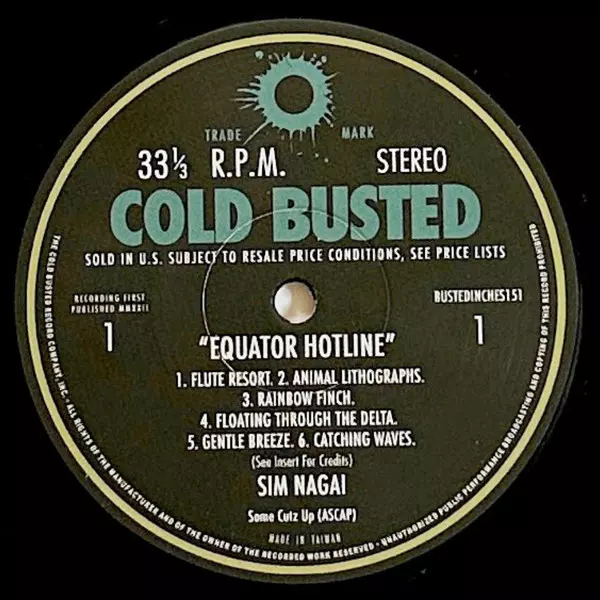 TRADE MARK
33⅓ R.P.M. STEREO
COLD BUSTED
SOLD IN U.S. SUBJECT TO RESALE PRICE CONDITIONS, SEE PRICE LISTS
RECORDING FIRST
PUBLISHED MMXXII
BUSTEDINCHES151
1
1
"EQUATOR HOTLINE"
1. FLUTE RESORT. 2. ANIMAL LITHOGRAPHS.
3. RAINBOW FINCH.
4. FLOATING THROUGH THE DELTA.
5. GENTLE BREEZE. 6. CATCHING WAVES.
(See Insert For Credits)
SIM NAGAI
Some Cutz Up (ASCAP)
MADE IN TAIWAN
THE COLD BUSTED RECORD COMPANY, INC. • ALL RIGHTS OF THE MANUFACTURER AND OF THE OWNER OF THE RECORDED WORK RESERVED • UNAUTHORIZED PUBLIC PERFORMANCE BROADCASTING AND COPYING OF THIS RECORD PROHIBITED